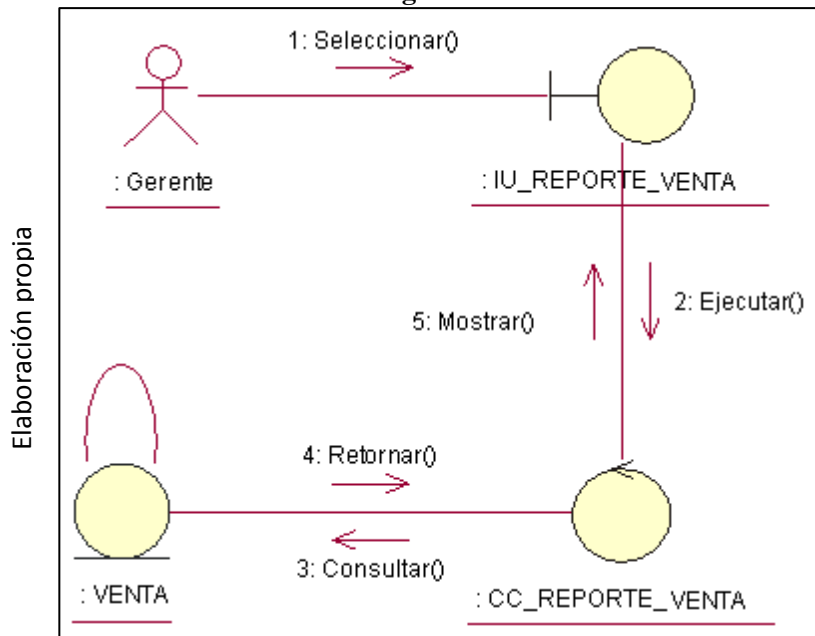 1: Seleccionar()
: Gerente
: IU_REPORTE_VENTA
Elaboración propia
5: Mostrar()
2: Ejecutar()
4: Retornar()
3: Consultar()
: VENTA
: CC_REPORTE_VENTA